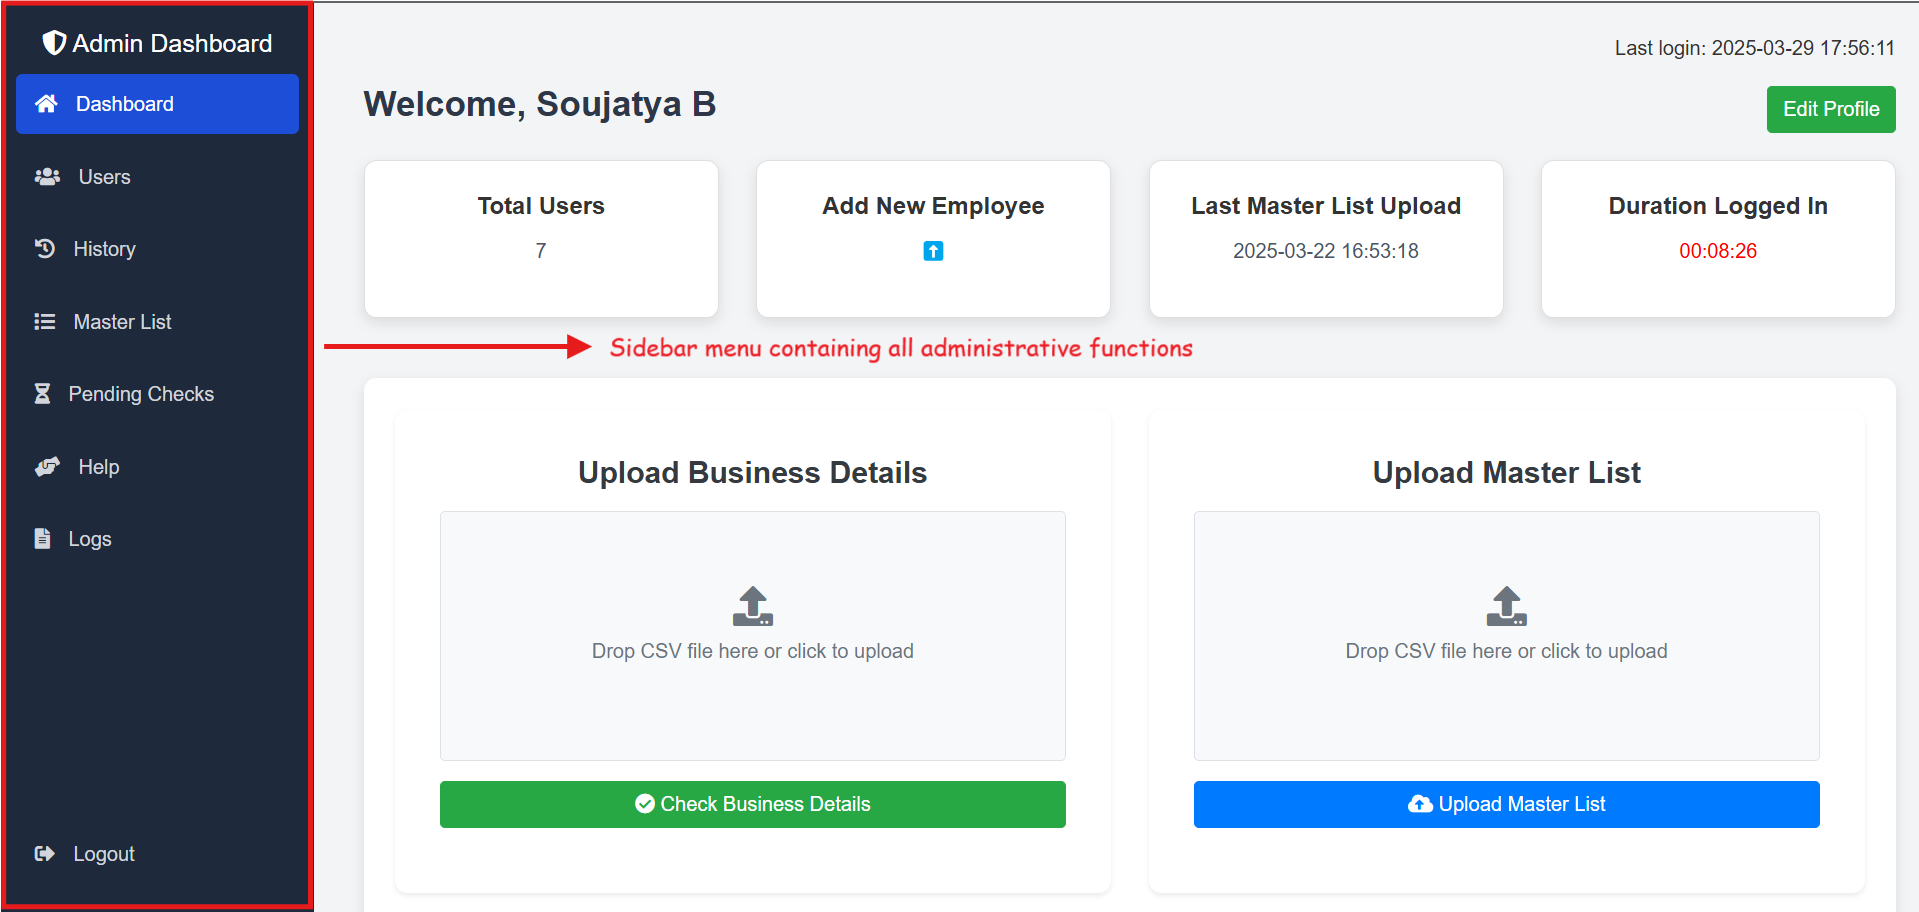 Admin Dashboard
Dashboard
Users
History
Master List
Pending Checks
Help
Logs
Logout
Last login: 2025-03-29 17:56:11
Welcome, Soujatya B
Edit Profile
Total Users
7
Add New Employee
Last Master List Upload
2025-03-22 16:53:18
Duration Logged In
00:08:26
Sidebar menu containing all administrative functions
Upload Business Details
Drop CSV file here or click to upload
Check Business Details
Upload Master List
Drop CSV file here or click to upload
Upload Master List